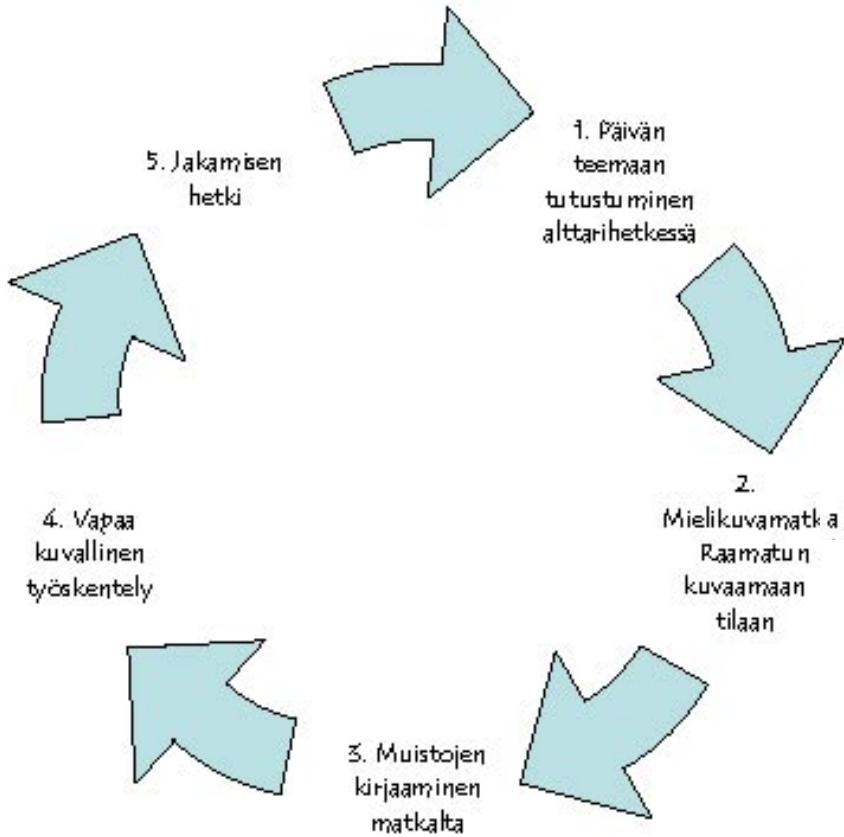 1. Päivän
teemaan
tutustuminen
alttarihetkessä
2.
Mielikuvamatka
Raamatun
kuvaamaan
tilaan
3. Muistojen
kirjaaminen
matkalta
4. Vapaa
kuvallinen
työskentely
5. Jakamisen
hetki